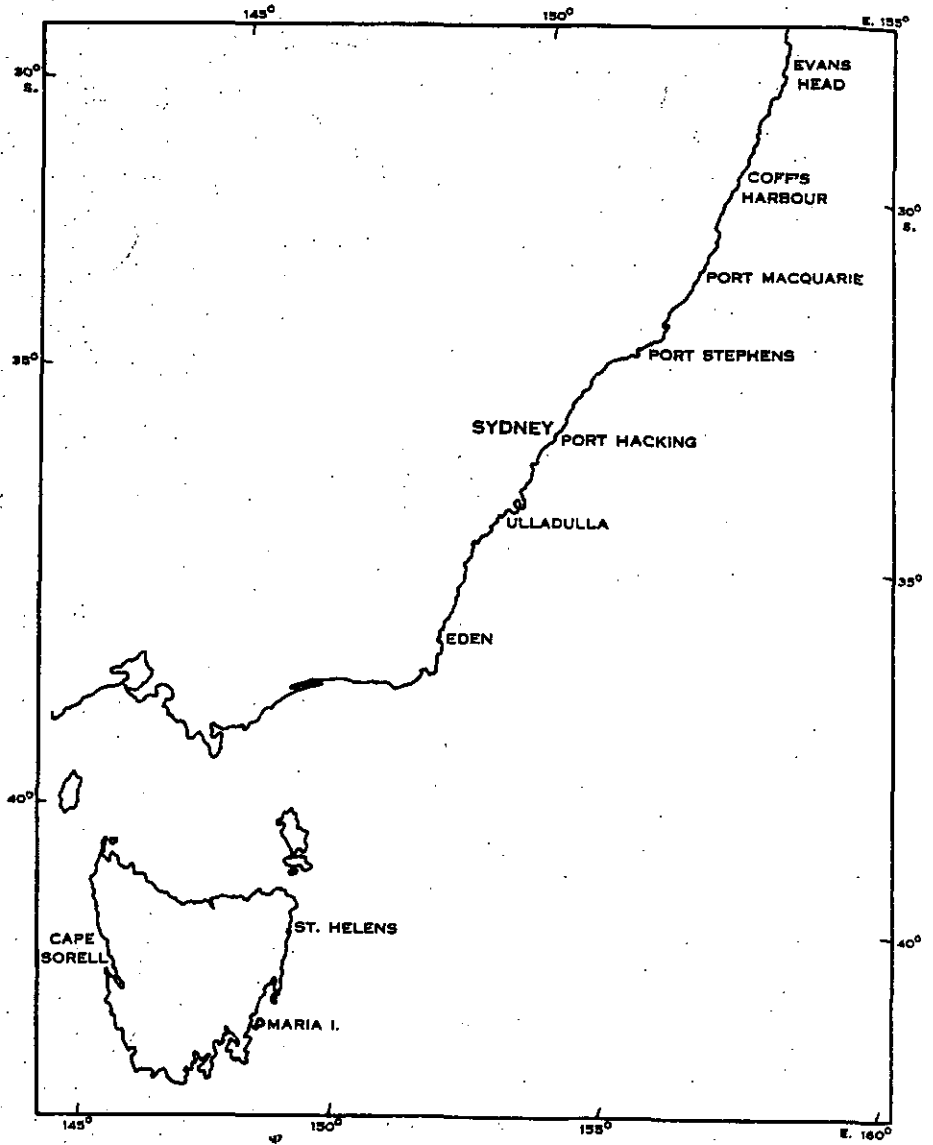 145°
150°
E. 155°
30°
S.
EVANS
HEAD
COFF'S
HARBOUR
30°
S.
PORT MACQUARIE
35°
PORT STEPHENS
SYDNEY
PORT HACKING
ULLADULLA
35°
EDEN
40°
ST. HELENS
CAPE
SORELL
40°
MARIA I.
145°
150°
155°
E. 160°